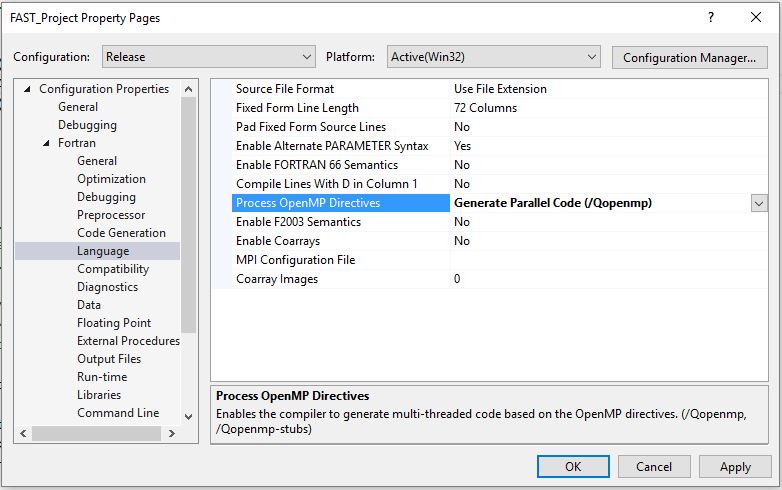 FAST_Project Property Pages
Configuration: Release Platform: Active(Win32) Configuration Manager...
Configuration Properties
General
Debugging
Fortran
General
Optimization
Debugging
Preprocessor
Code Generation
Language
Compatibility
Diagnostics
Data
Floating Point
External Procedures
Output Files
Run-time
Libraries
Command Line
Source File Format Use File Extension
Fixed Form Line Length 72 Columns
Pad Fixed Form Source Lines No
Enable Alternate PARAMETER Syntax Yes
Enable FORTRAN 66 Semantics No
Compile Lines With D in Column 1 No
Process OpenMP Directives Generate Parallel Code (/Qopenmp)
Enable F2003 Semantics No
Enable Coarrays No
MPI Configuration File
Coarray Images 0
Process OpenMP Directives
Enables the compiler to generate multi-threaded code based on the OpenMP directives. (/Qopenmp,
/Qopenmp-stubs)
OK Cancel Apply